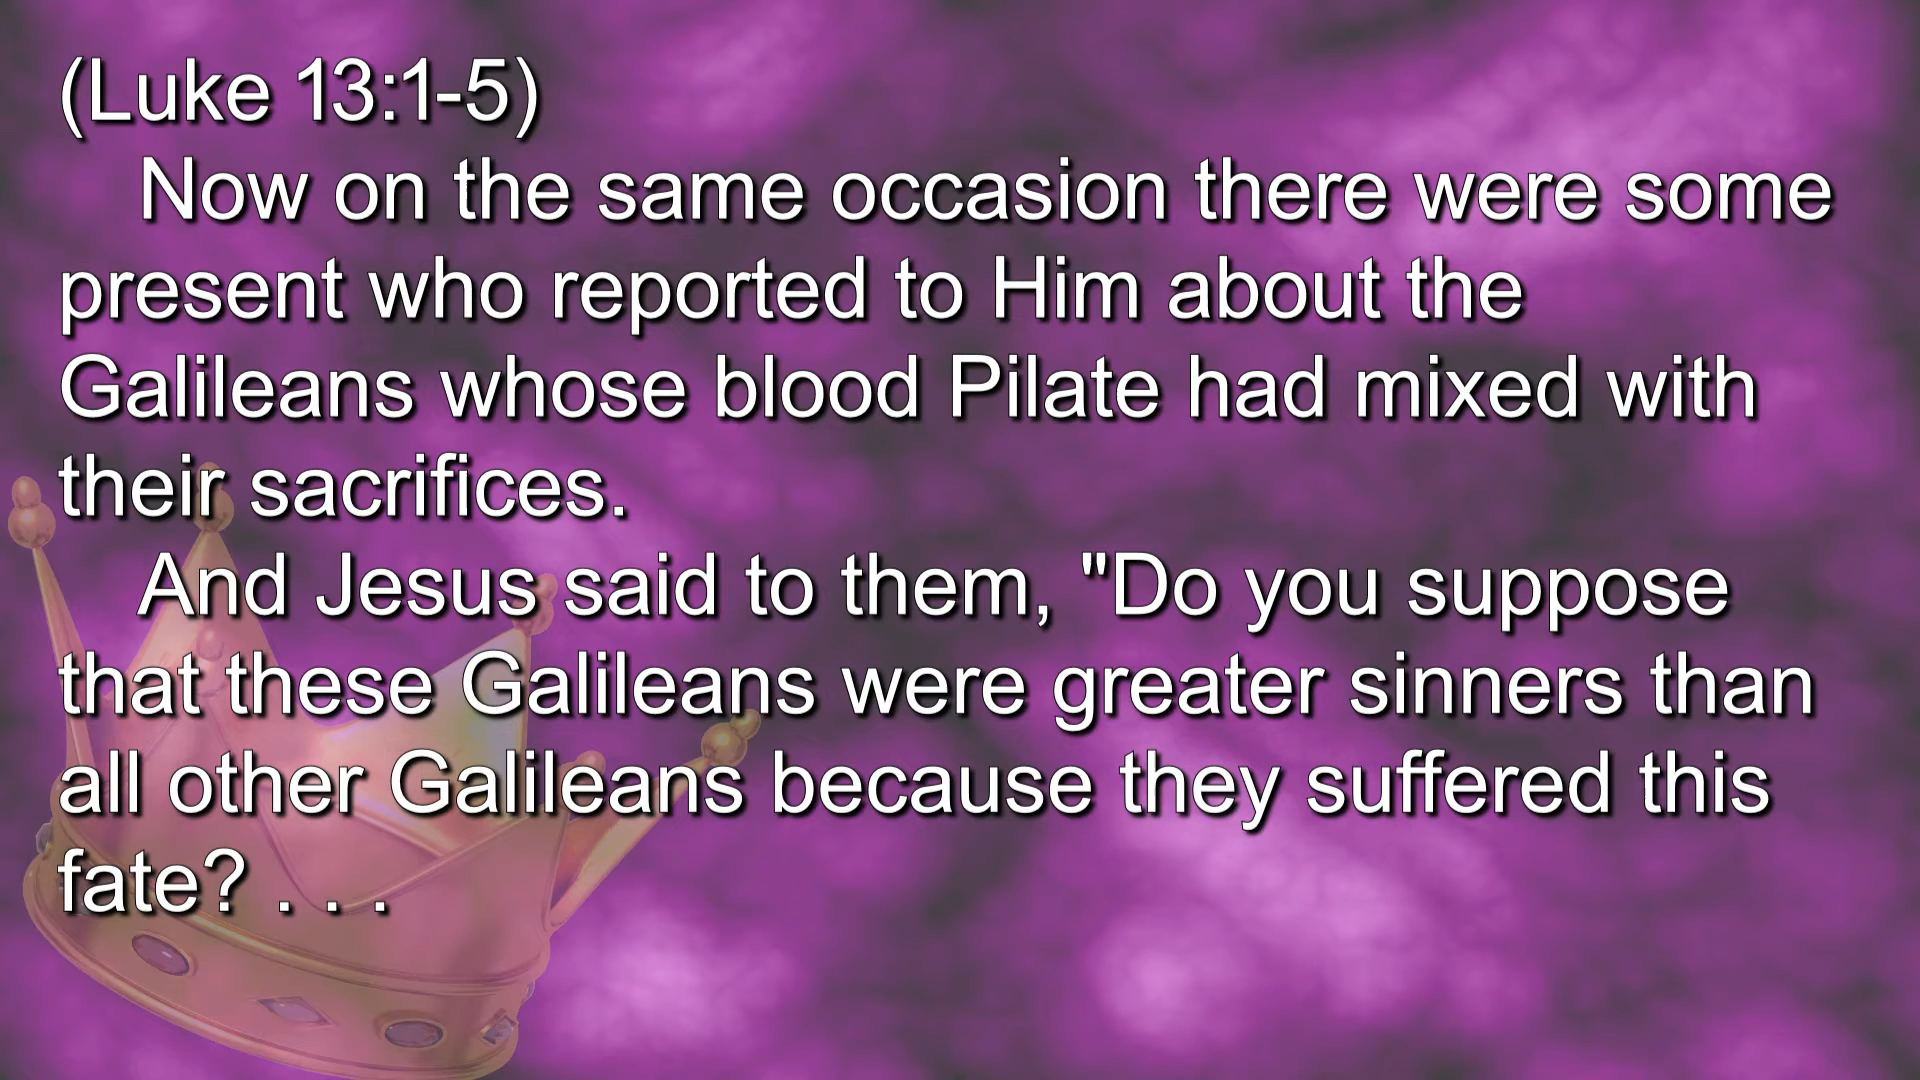 (Luke 13:1-5)
Now on the same occasion there were some
present who reported to Him about the
Galileans whose blood Pilate had mixed with
their sacrifices.
And Jesus said to them, "Do you suppose
that these Galileans were greater sinners than
all other Galileans because they suffered this
fate? . . .